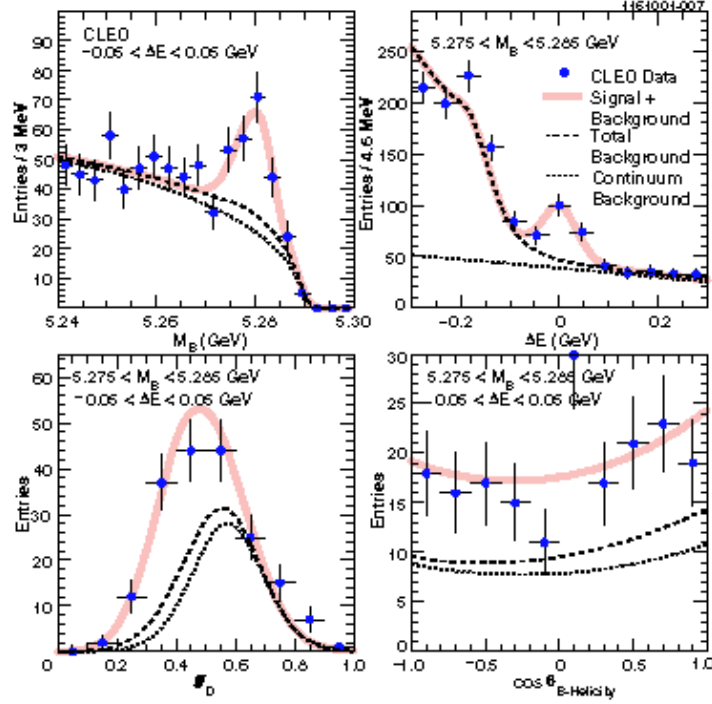 1151001-007
CLEO
−0.05 < ΔE < 0.05 GeV
Entries / 3 MeV
90
80
70
60
50
40
30
20
10
0
5.24
5.26
5.28
5.30
M_B (GeV)
5.275 < M_B < 5.285 GeV
CLEO Data
Signal +
Background
Total
Background
Continuum
Background
Entries / 4.5 MeV
250
200
150
100
50
0
−0.2
0
0.2
ΔE (GeV)
5.275 < M_B < 5.285 GeV
−0.05 < ΔE < 0.05 GeV
Entries
60
50
40
30
20
10
0
0
0.2
0.4
0.6
0.8
1.0
D
5.275 < M_B < 5.285 GeV
−0.05 < ΔE < 0.05 GeV
Entries
30
25
20
15
10
5
0
−1.0
−0.5
0
0.5
1.0
cos θ_B-Helicity